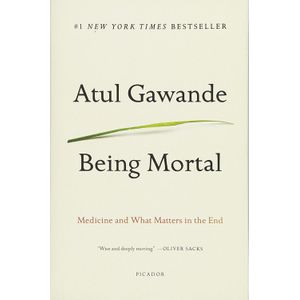 #1 NEW YORK TIMES BESTSELLER
Atul Gawande
Being Mortal
Medicine and What Matters in the End
"Wise and deeply moving." —OLIVER SACKS
PICADOR